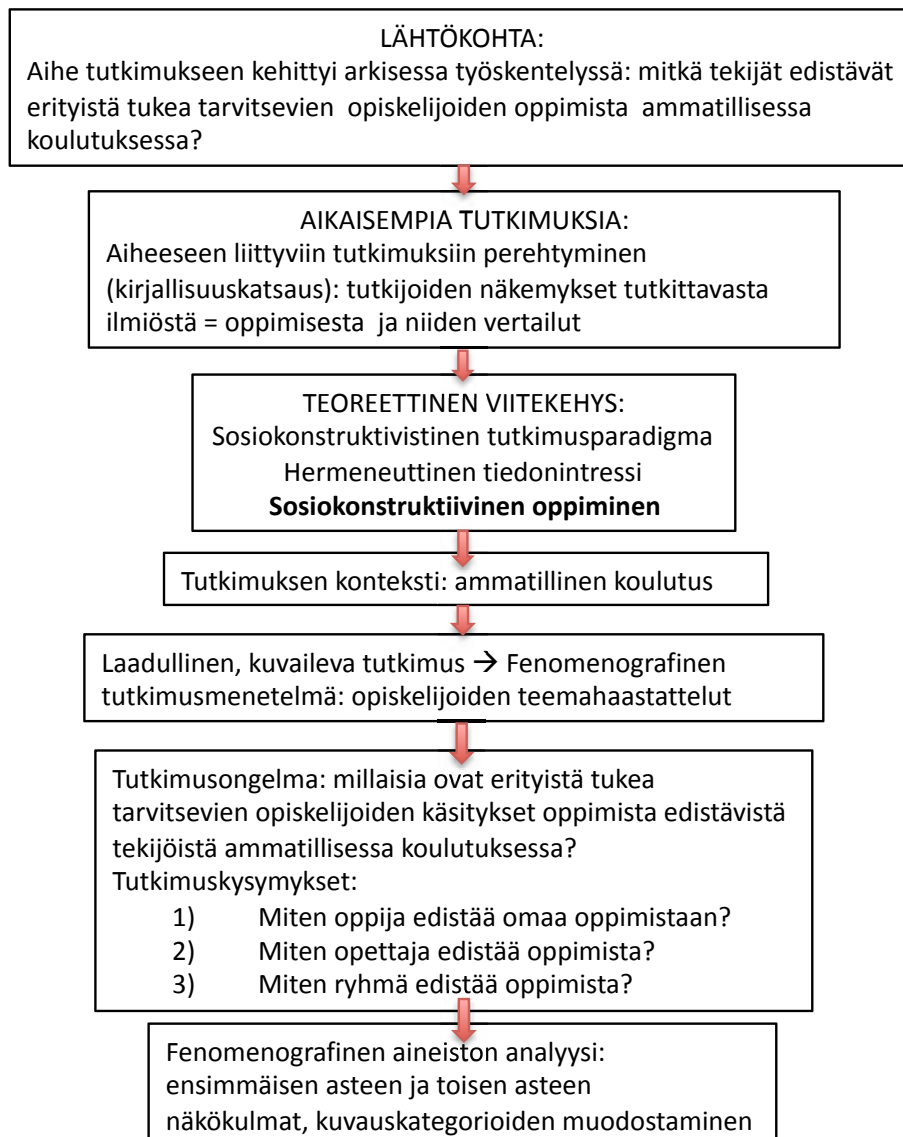 LÄHTÖKOHTA:
Aihe tutkimukseen kehittyi arkisessa työskentelyssä: mitkä tekijät edistävät
erityistä tukea tarvitsevien opiskelijoiden oppimista ammatillisessa
koulutuksessa?
AIKAISEMPIA TUTKIMUKSIA:
Aiheeseen liittyviin tutkimuksiin perehtyminen
(kirjallisuuskatsaus): tutkijoiden näkemykset tutkittavasta
ilmiöstä = oppimisesta ja niiden vertailut
TEOREETTINEN VIITEKEHYS:
Sosiokonstruktivistinen tutkimusparadigma
Hermeneuttinen tiedonintressi
Sosiokonstruktiivinen oppiminen
Tutkimuksen konteksti: ammatillinen koulutus
Laadullinen, kuvaileva tutkimus → Fenomenografinen
tutkimusmenetelmä: opiskelijoiden teemahaastattelut
Tutkimusongelma: millaisia ovat erityistä tukea
tarvitsevien opiskelijoiden käsitykset oppimista edistävistä
tekijöistä ammatillisessa koulutuksessa?
Tutkimuskysymykset:
1) Miten oppija edistää omaa oppimistaan?
2) Miten opettaja edistää oppimista?
3) Miten ryhmä edistää oppimista?
Fenomenografinen aineiston analyysi:
ensimmäisen asteen ja toisen asteen
näkökulmat, kuvauskategorioiden muodostaminen